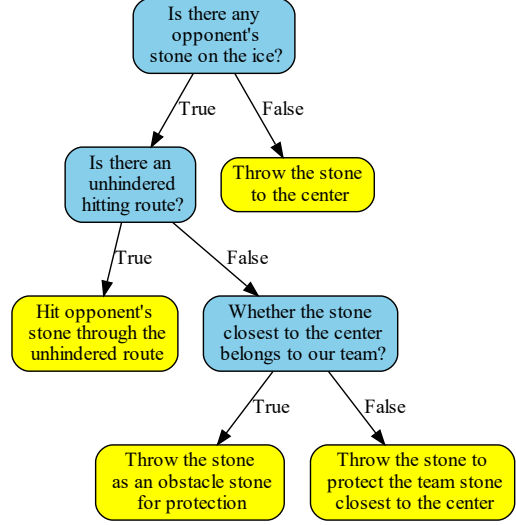 Is there any
opponent's
stone on the ice?
True
False
Is there an
unhindered
hitting route?
Throw the stone
to the center
True
False
Hit opponent's
stone through the
unhindered route
Whether the stone
closest to the center
belongs to our team?
True
False
Throw the stone
as an obstacle stone
for protection
Throw the stone to
protect the team stone
closest to the center